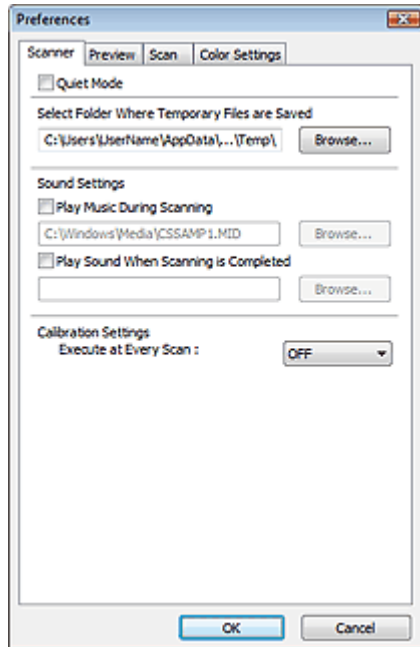 Preferences
Scanner Preview Scan Color Settings
Quiet Mode
Select Folder Where Temporary Files are Saved
C:\Users\UserName\AppData\...\Temp\ Browse...
Sound Settings
Play Music During Scanning
C:\Windows\Media\CSSAMP1.MID Browse...
Play Sound When Scanning is Completed
Browse...
Calibration Settings
Execute at Every Scan : OFF
OK Cancel